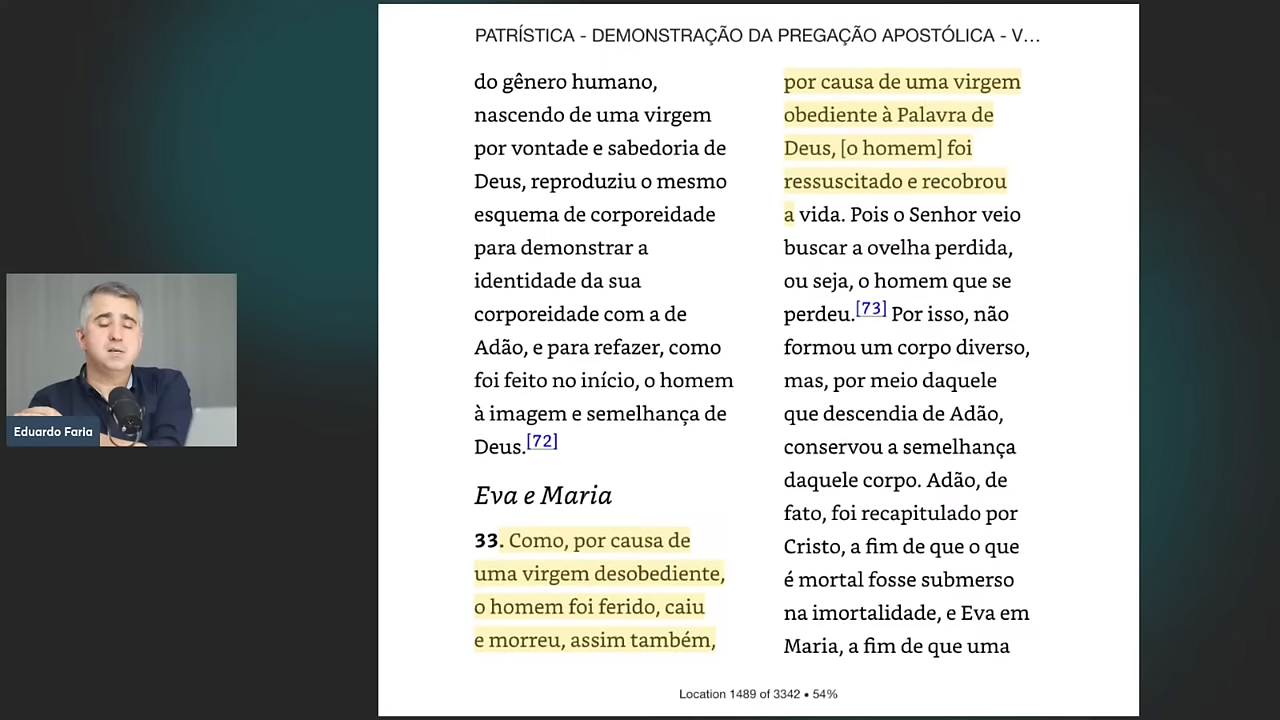 PATRÍSTICA - DEMONSTRAÇÃO DA PREGAÇÃO APOSTÓLICA - V...
do gênero humano,
nascendo de uma virgem
por vontade e sabedoria de
Deus, reproduziu o mesmo
esquema de corporeidade
para demonstrar a
identidade da sua
corporeidade com a de
Adão, e para refazer, como
foi feito no início, o homem
à imagem e semelhança de
Deus.[72]
Eva e Maria
33. Como, por causa de
uma virgem desobediente,
o homem foi ferido, caiu
e morreu, assim também,
por causa de uma virgem
obediente à Palavra de
Deus, [o homem] foi
ressuscitado e recobrou
a vida. Pois o Senhor veio
buscar a ovelha perdida,
ou seja, o homem que se
perdeu.[73] Por isso, não
formou um corpo diverso,
mas, por meio daquele
que descendia de Adão,
conservou a semelhança
daquele corpo. Adão, de
fato, foi recapitulado por
Cristo, a fim de que o que
é mortal fosse submerso
na imortalidade, e Eva em
Maria, a fim de que uma
Location 1489 of 3342 • 54%
Eduardo Faria